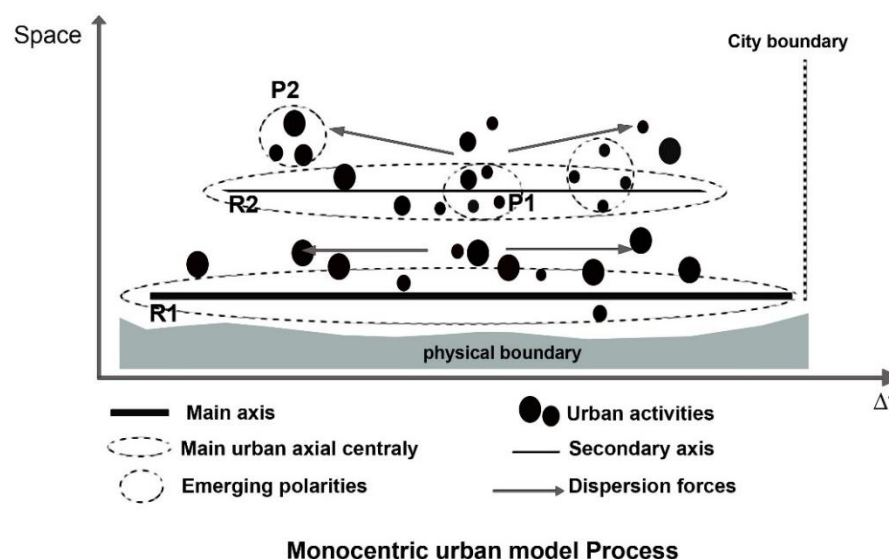 Space
City boundary
P2
R2
P1
R1
physical boundary
Main axis
Urban activities
Main urban axial centraly
Secondary axis
Emerging polarities
Dispersion forces
Monocentric urban model Process